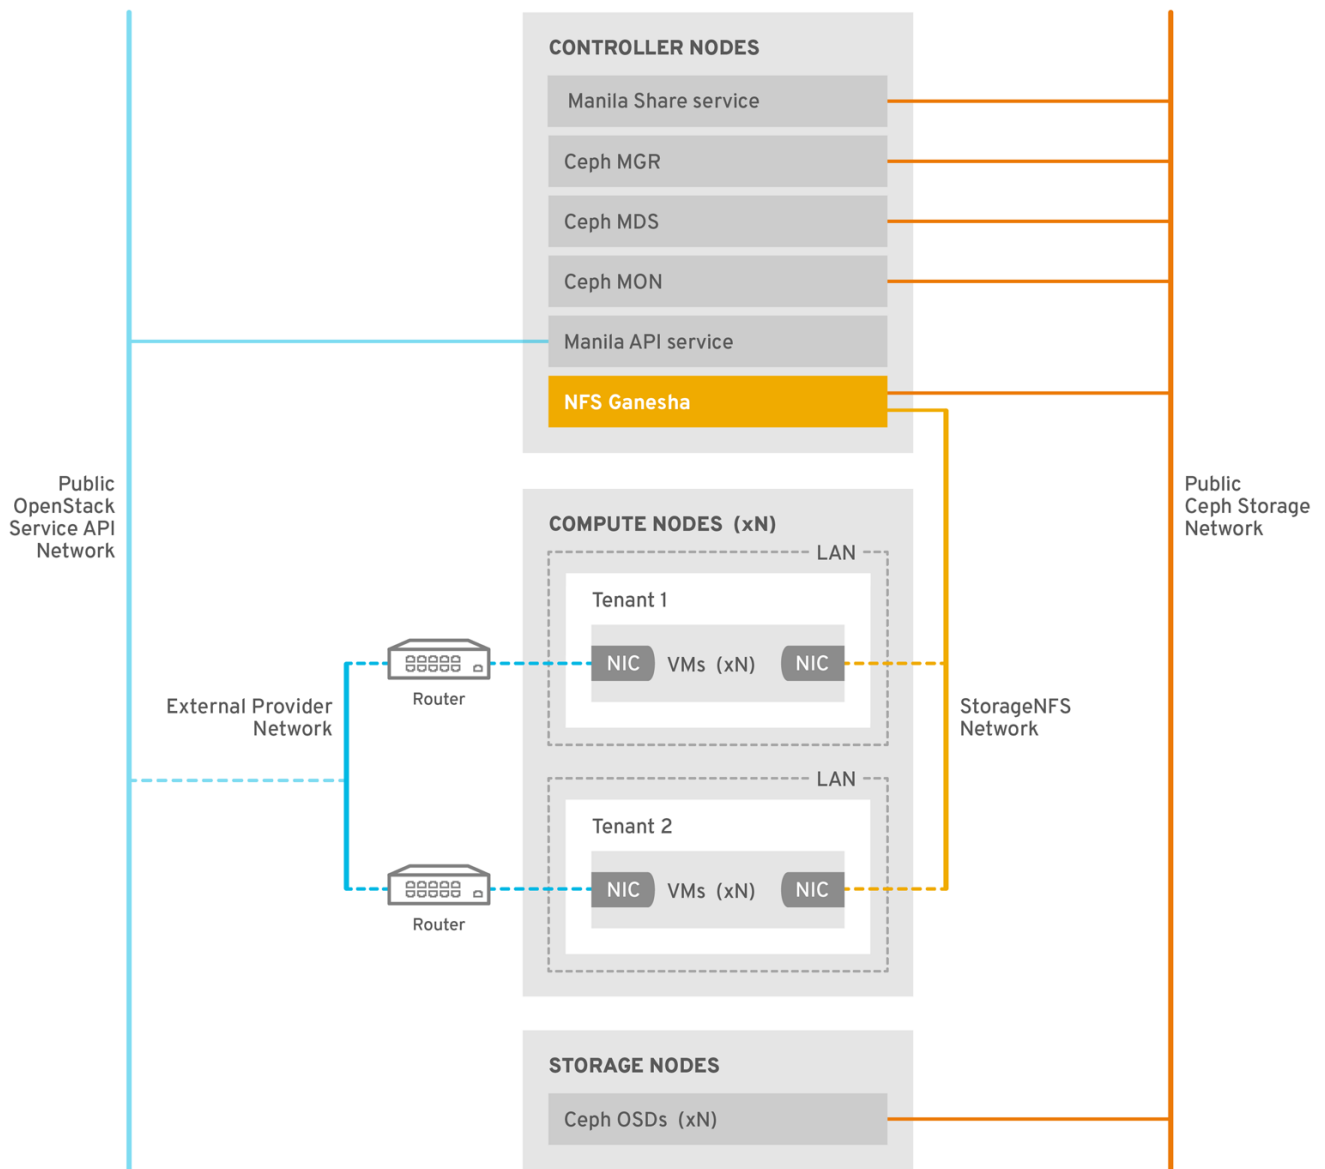 CONTROLLER NODES
Manila Share service
Ceph MGR
Ceph MDS
Ceph MON
Manila API service
NFS Ganesha
Public
OpenStack
Service API
Network
Public
Ceph Storage
Network
COMPUTE NODES (xN)
LAN
Tenant 1
NIC VMs (xN) NIC
Router
External Provider
Network
StorageNFS
Network
LAN
Tenant 2
NIC VMs (xN) NIC
Router
STORAGE NODES
Ceph OSDs (xN)